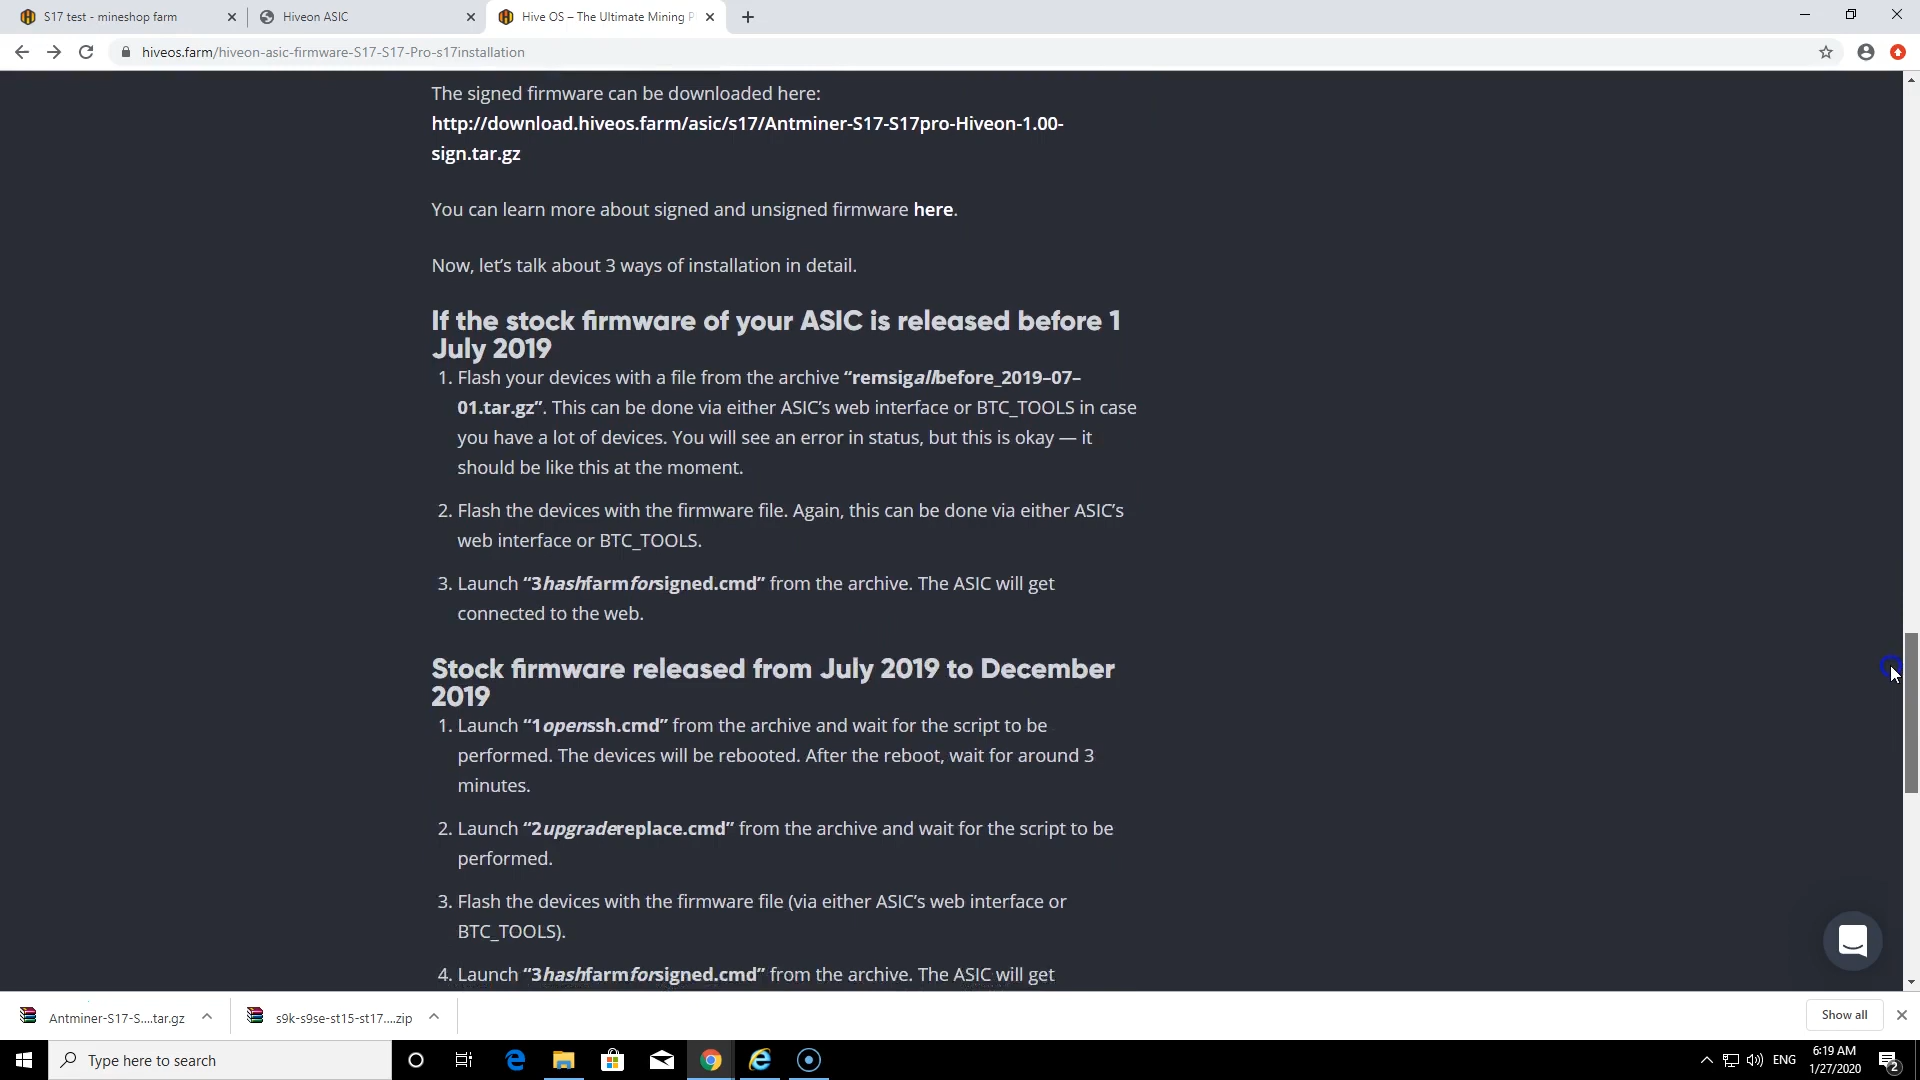 S17 test - mineshop farm
Hiveon ASIC
Hive OS – The Ultimate Mining P
hiveos.farm/hiveon-asic-firmware-S17-S17-Pro-s17installation
The signed firmware can be downloaded here:
http://download.hiveos.farm/asic/s17/Antminer-S17-S17pro-Hiveon-1.00-
sign.tar.gz
You can learn more about signed and unsigned firmware here.
Now, let's talk about 3 ways of installation in detail.
If the stock firmware of your ASIC is released before 1
July 2019
1. Flash your devices with a file from the archive “remsigallbefore_2019–07–
01.tar.gz”. This can be done via either ASIC's web interface or BTC_TOOLS in case
you have a lot of devices. You will see an error in status, but this is okay — it
should be like this at the moment.
2. Flash the devices with the firmware file. Again, this can be done via either ASIC's
web interface or BTC_TOOLS.
3. Launch “3hashfarmforsigned.cmd” from the archive. The ASIC will get
connected to the web.
Stock firmware released from July 2019 to December
2019
1. Launch “1openssh.cmd” from the archive and wait for the script to be
performed. The devices will be rebooted. After the reboot, wait for around 3
minutes.
2. Launch “2upgradereplace.cmd” from the archive and wait for the script to be
performed.
3. Flash the devices with the firmware file (via either ASIC's web interface or
BTC_TOOLS).
4. Launch “3hashfarmforsigned.cmd” from the archive. The ASIC will get
Antminer-S17-S....tar.gz
s9k-s9se-st15-st17....zip
Show all
Type here to search
ENG
6:19 AM
1/27/2020
2